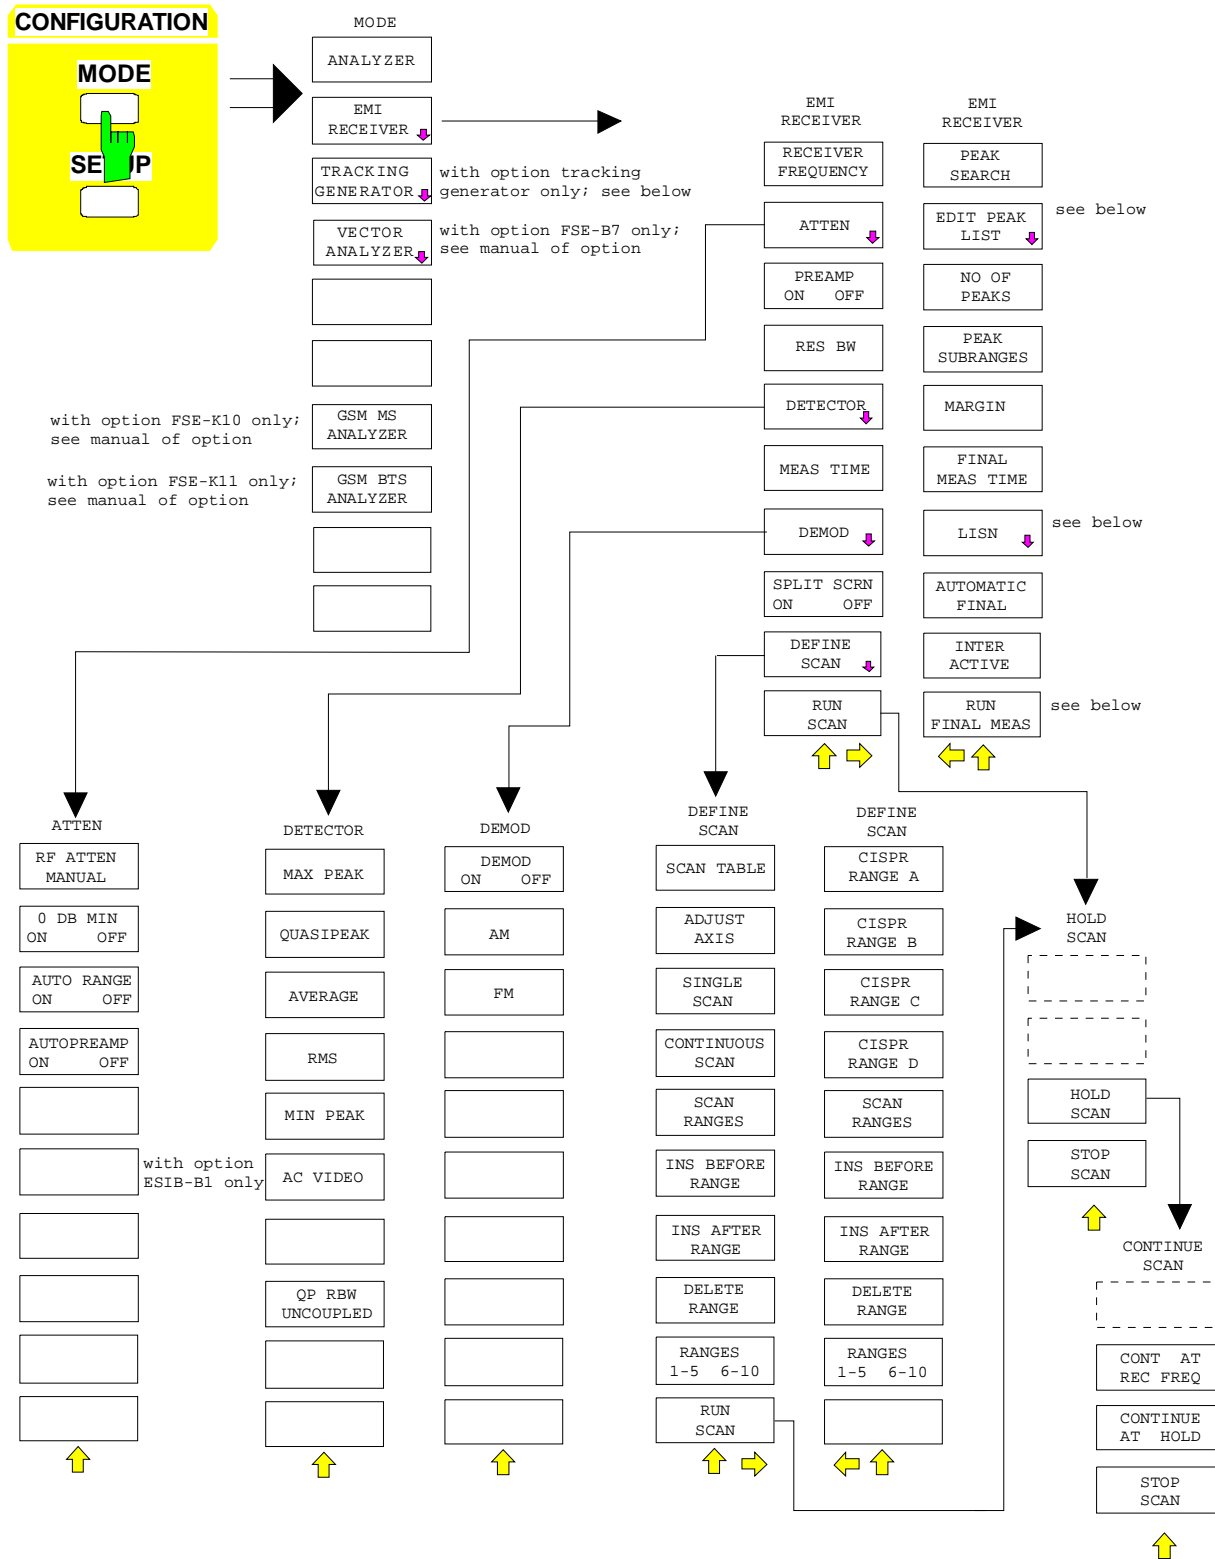 CONFIGURATION
MODE
SETUP
MODE
ANALYZER
EMI
RECEIVER
TRACKING
GENERATOR
with option tracking
generator only; see below
VECTOR
ANALYZER
with option FSE-B7 only;
see manual of option
with option FSE-K10 only;
see manual of option
GSM MS
ANALYZER
with option FSE-K11 only;
see manual of option
GSM BTS
ANALYZER
EMI
RECEIVER
RECEIVER
FREQUENCY
ATTEN
PREAMP
ON OFF
RES BW
DETECTOR
MEAS TIME
DEMOD
SPLIT SCRN
ON OFF
DEFINE
SCAN
RUN
SCAN
EMI
RECEIVER
PEAK
SEARCH
EDIT PEAK
LIST
see below
NO OF
PEAKS
PEAK
SUBRANGES
MARGIN
FINAL
MEAS TIME
LISN
see below
AUTOMATIC
FINAL
INTER
ACTIVE
RUN
FINAL MEAS
see below
ATTEN
RF ATTEN
MANUAL
0 DB MIN
ON OFF
AUTO RANGE
ON OFF
AUTOPREAMP
ON OFF
with option
ESIB-B1 only
DETECTOR
MAX PEAK
QUASIPEAK
AVERAGE
RMS
MIN PEAK
AC VIDEO
QP RBW
UNCOUPLED
DEMOD
DEMOD
ON OFF
AM
FM
DEFINE
SCAN
SCAN TABLE
ADJUST
AXIS
SINGLE
SCAN
CONTINUOUS
SCAN
SCAN
RANGES
INS BEFORE
RANGE
INS AFTER
RANGE
DELETE
RANGE
RANGES
1-5 6-10
RUN
SCAN
DEFINE
SCAN
CISPR
RANGE A
CISPR
RANGE B
CISPR
RANGE C
CISPR
RANGE D
SCAN
RANGES
INS BEFORE
RANGE
INS AFTER
RANGE
DELETE
RANGE
RANGES
1-5 6-10
HOLD
SCAN
HOLD
SCAN
STOP
SCAN
CONTINUE
SCAN
CONT AT
REC FREQ
CONTINUE
AT HOLD
STOP
SCAN